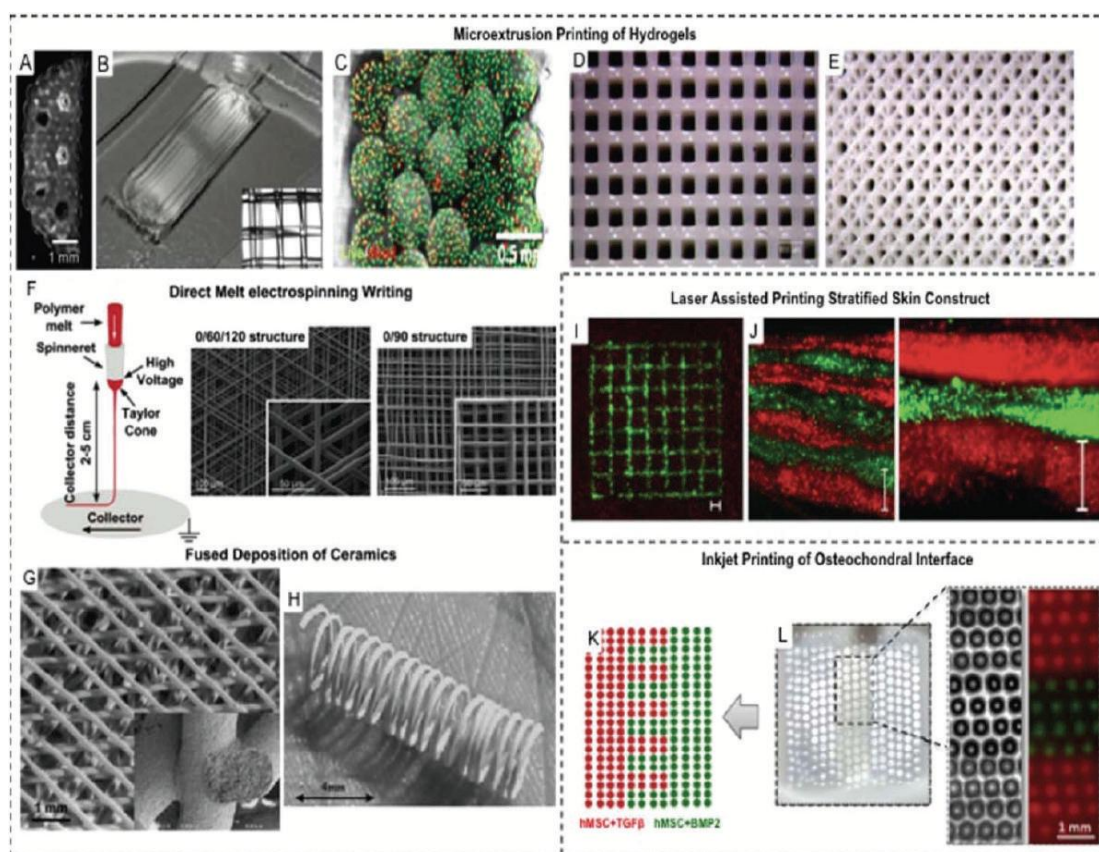 Microextrusion Printing of Hydrogels
A
B
C
D
E
1 mm
0.5 mm
F
Direct Melt electrospinning Writing
Polymer
melt
Spinneret
High
Voltage
Taylor
Cone
Collector distance
2-5 cm
Collector
0/60/120 structure
0/90 structure
Laser Assisted Printing Stratified Skin Construct
I
J
Fused Deposition of Ceramics
G
H
1 mm
4mm
Inkjet Printing of Osteochondral Interface
K
L
hMSC+TGFβ hMSC+BMP2
1 mm